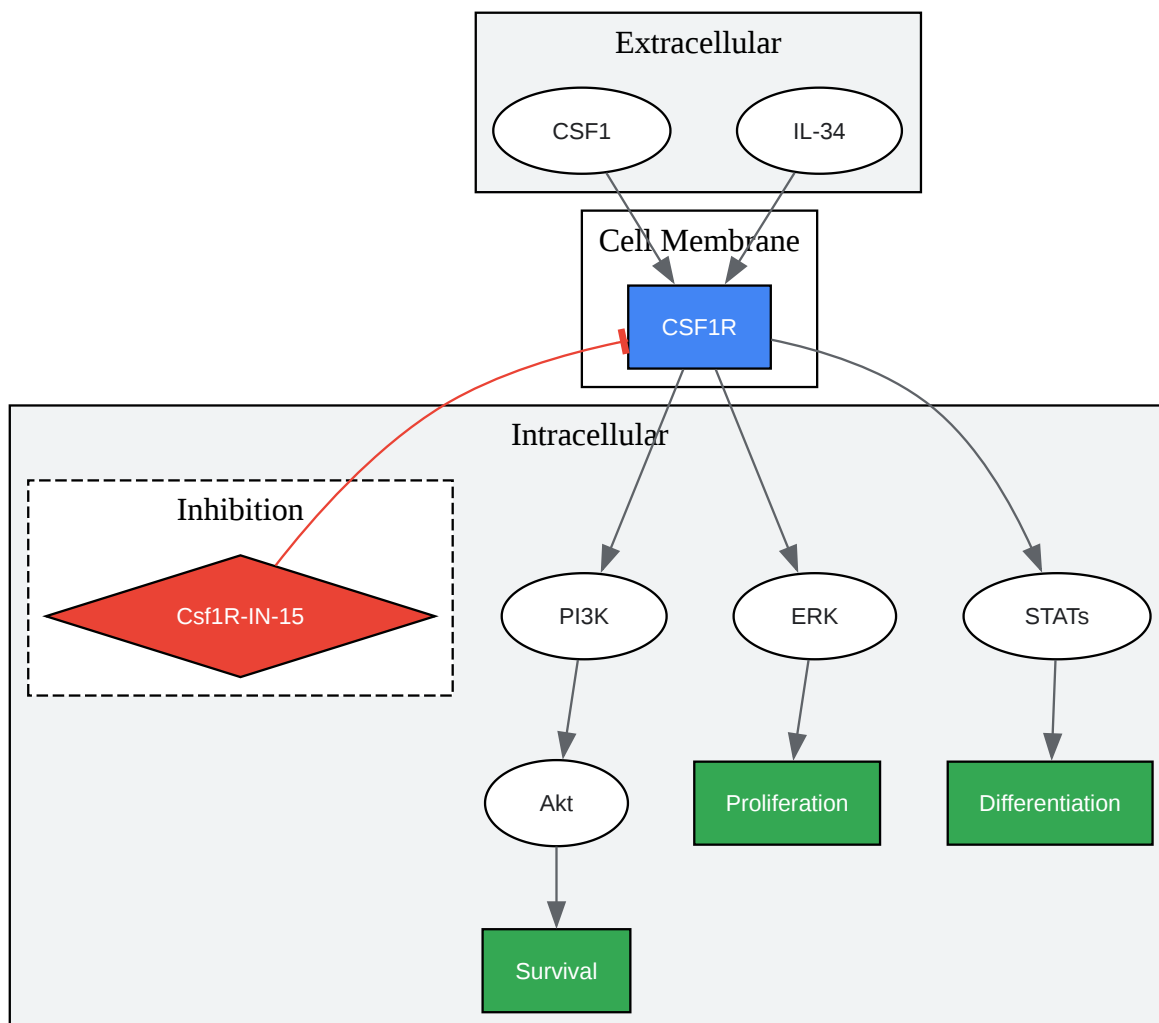 Extracellular
CSF1
IL-34
Cell Membrane
CSF1R
Intracellular
Inhibition
Csf1R-IN-15
PI3K
ERK
STATs
Akt
Proliferation
Differentiation
Survival